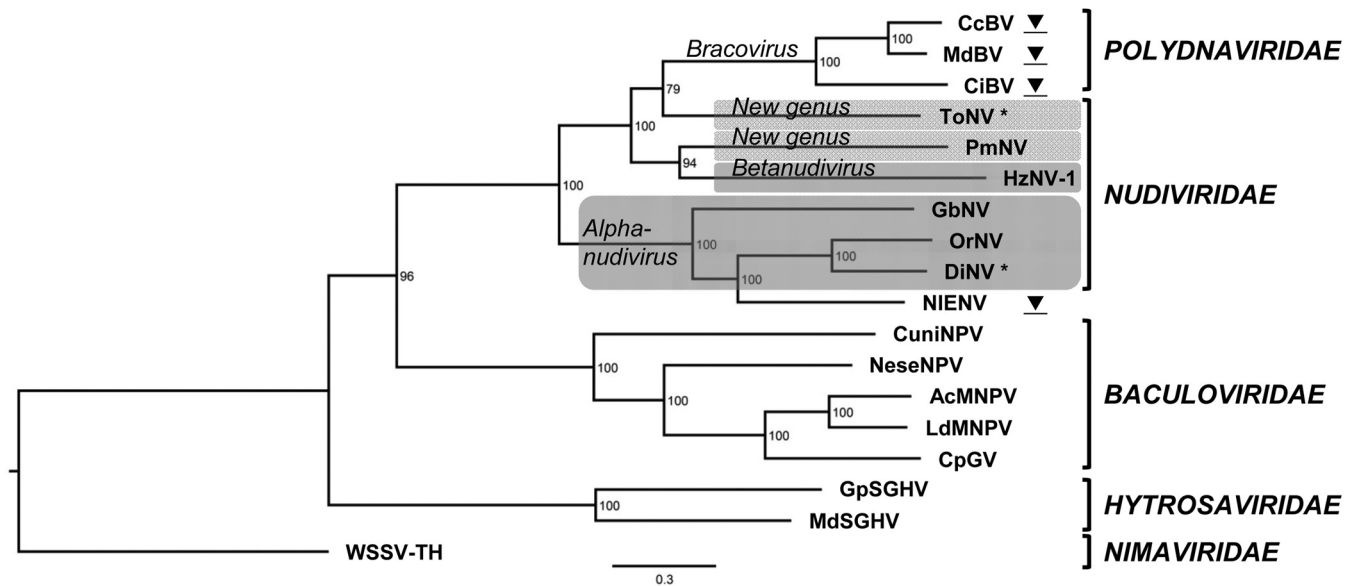 CcBV
100
MdBV
Bracovirus
100
POLYDNAVIRIDAE
CiBV
79
New genus
ToNV *
100
New genus
PmNV
94
Betanudivirus
HzNV-1
100
NUDIVIRIDAE
GbNV
Alpha-
nudivirus
100
OrNV
100
DiNV *
100
NlENV
96
CuniNPV
100
NeseNPV
100
AcMNPV
100
BACULOVIRIDAE
LdMNPV
100
CpGV
GpSGHV
100
HYTROSAVIRIDAE
MdSGHV
WSSV-TH
NIMAVIRIDAE
0.3